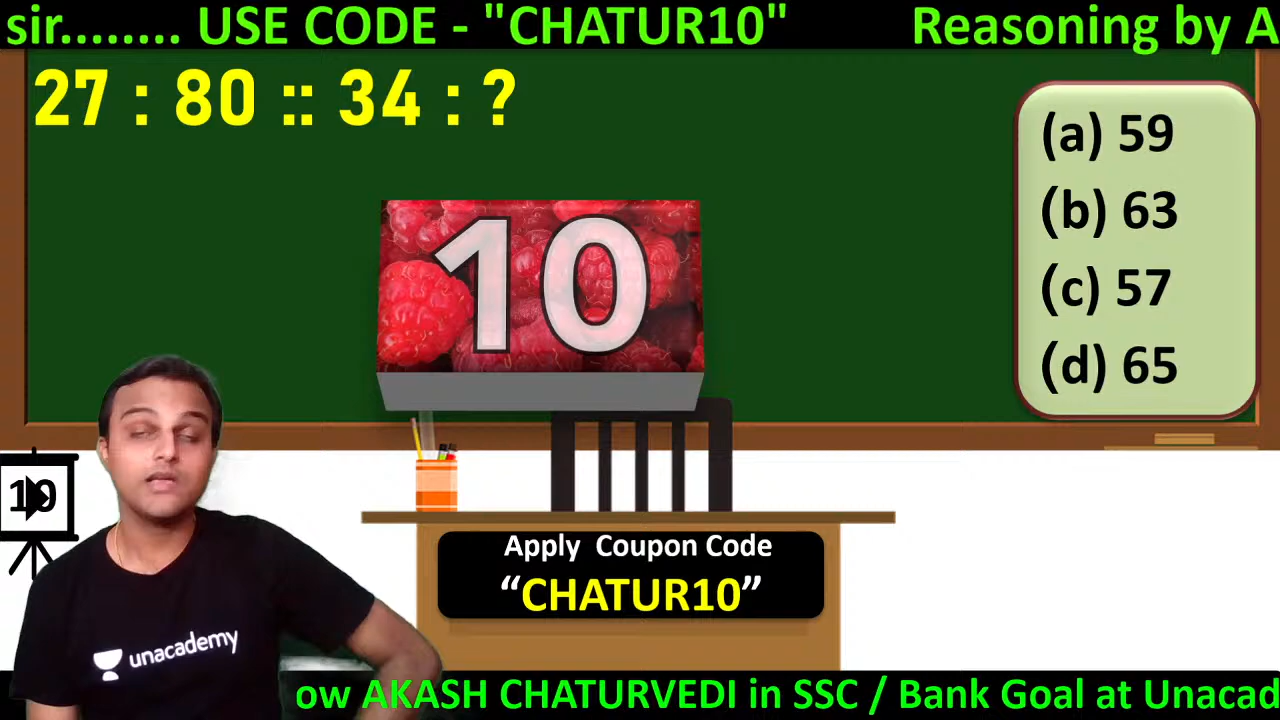 sir........ USE CODE - "CHATUR10" Reasoning by A
27 : 80 :: 34 : ?
(a) 59
(b) 63
(c) 57
(d) 65
10
19
Apply Coupon Code
“CHATUR10”
unacademy
ow AKASH CHATURVEDI in SSC / Bank Goal at Unacad